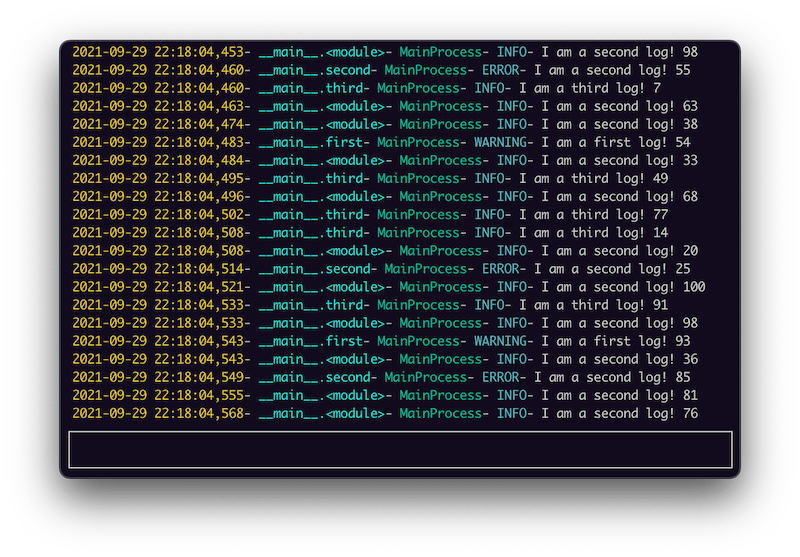 2021-09-29 22:18:04,453- __main__.<module>- MainProcess- INFO- I am a second log! 98
2021-09-29 22:18:04,460- __main__.second- MainProcess- ERROR- I am a second log! 55
2021-09-29 22:18:04,460- __main__.third- MainProcess- INFO- I am a third log! 7
2021-09-29 22:18:04,463- __main__.<module>- MainProcess- INFO- I am a second log! 63
2021-09-29 22:18:04,474- __main__.<module>- MainProcess- INFO- I am a second log! 38
2021-09-29 22:18:04,483- __main__.first- MainProcess- WARNING- I am a first log! 54
2021-09-29 22:18:04,484- __main__.<module>- MainProcess- INFO- I am a second log! 33
2021-09-29 22:18:04,495- __main__.third- MainProcess- INFO- I am a third log! 49
2021-09-29 22:18:04,496- __main__.<module>- MainProcess- INFO- I am a second log! 68
2021-09-29 22:18:04,502- __main__.third- MainProcess- INFO- I am a third log! 77
2021-09-29 22:18:04,508- __main__.third- MainProcess- INFO- I am a third log! 14
2021-09-29 22:18:04,508- __main__.<module>- MainProcess- INFO- I am a second log! 20
2021-09-29 22:18:04,514- __main__.second- MainProcess- ERROR- I am a second log! 25
2021-09-29 22:18:04,521- __main__.<module>- MainProcess- INFO- I am a second log! 100
2021-09-29 22:18:04,533- __main__.third- MainProcess- INFO- I am a third log! 91
2021-09-29 22:18:04,533- __main__.<module>- MainProcess- INFO- I am a second log! 98
2021-09-29 22:18:04,543- __main__.first- MainProcess- WARNING- I am a first log! 93
2021-09-29 22:18:04,543- __main__.<module>- MainProcess- INFO- I am a second log! 36
2021-09-29 22:18:04,549- __main__.second- MainProcess- ERROR- I am a second log! 85
2021-09-29 22:18:04,555- __main__.<module>- MainProcess- INFO- I am a second log! 81
2021-09-29 22:18:04,568- __main__.<module>- MainProcess- INFO- I am a second log! 76